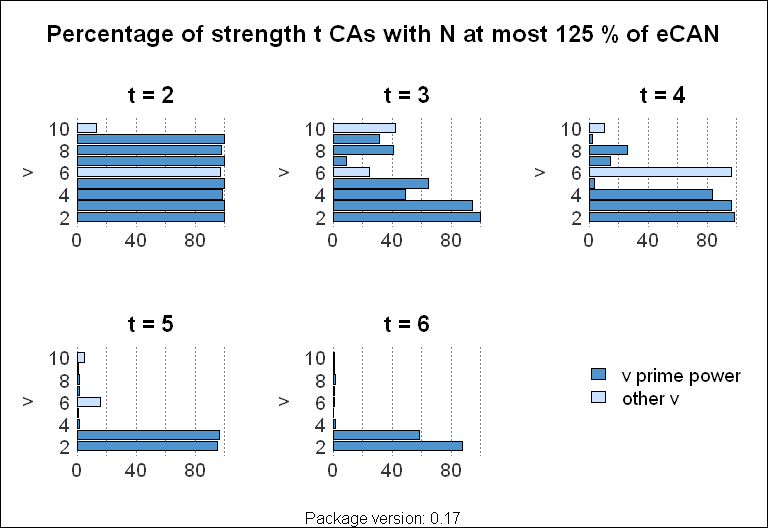 Percentage of strength t CAs with N at most 125 % of eCAN
t = 2
10
8
6
4
2
v
0 40 80
t = 3
10
8
6
4
2
v
0 40 80
t = 4
10
8
6
4
2
v
0 40 80
t = 5
10
8
6
4
2
v
0 40 80
t = 6
10
8
6
4
2
v
0 40 80
v prime power
other v
Package version: 0.17